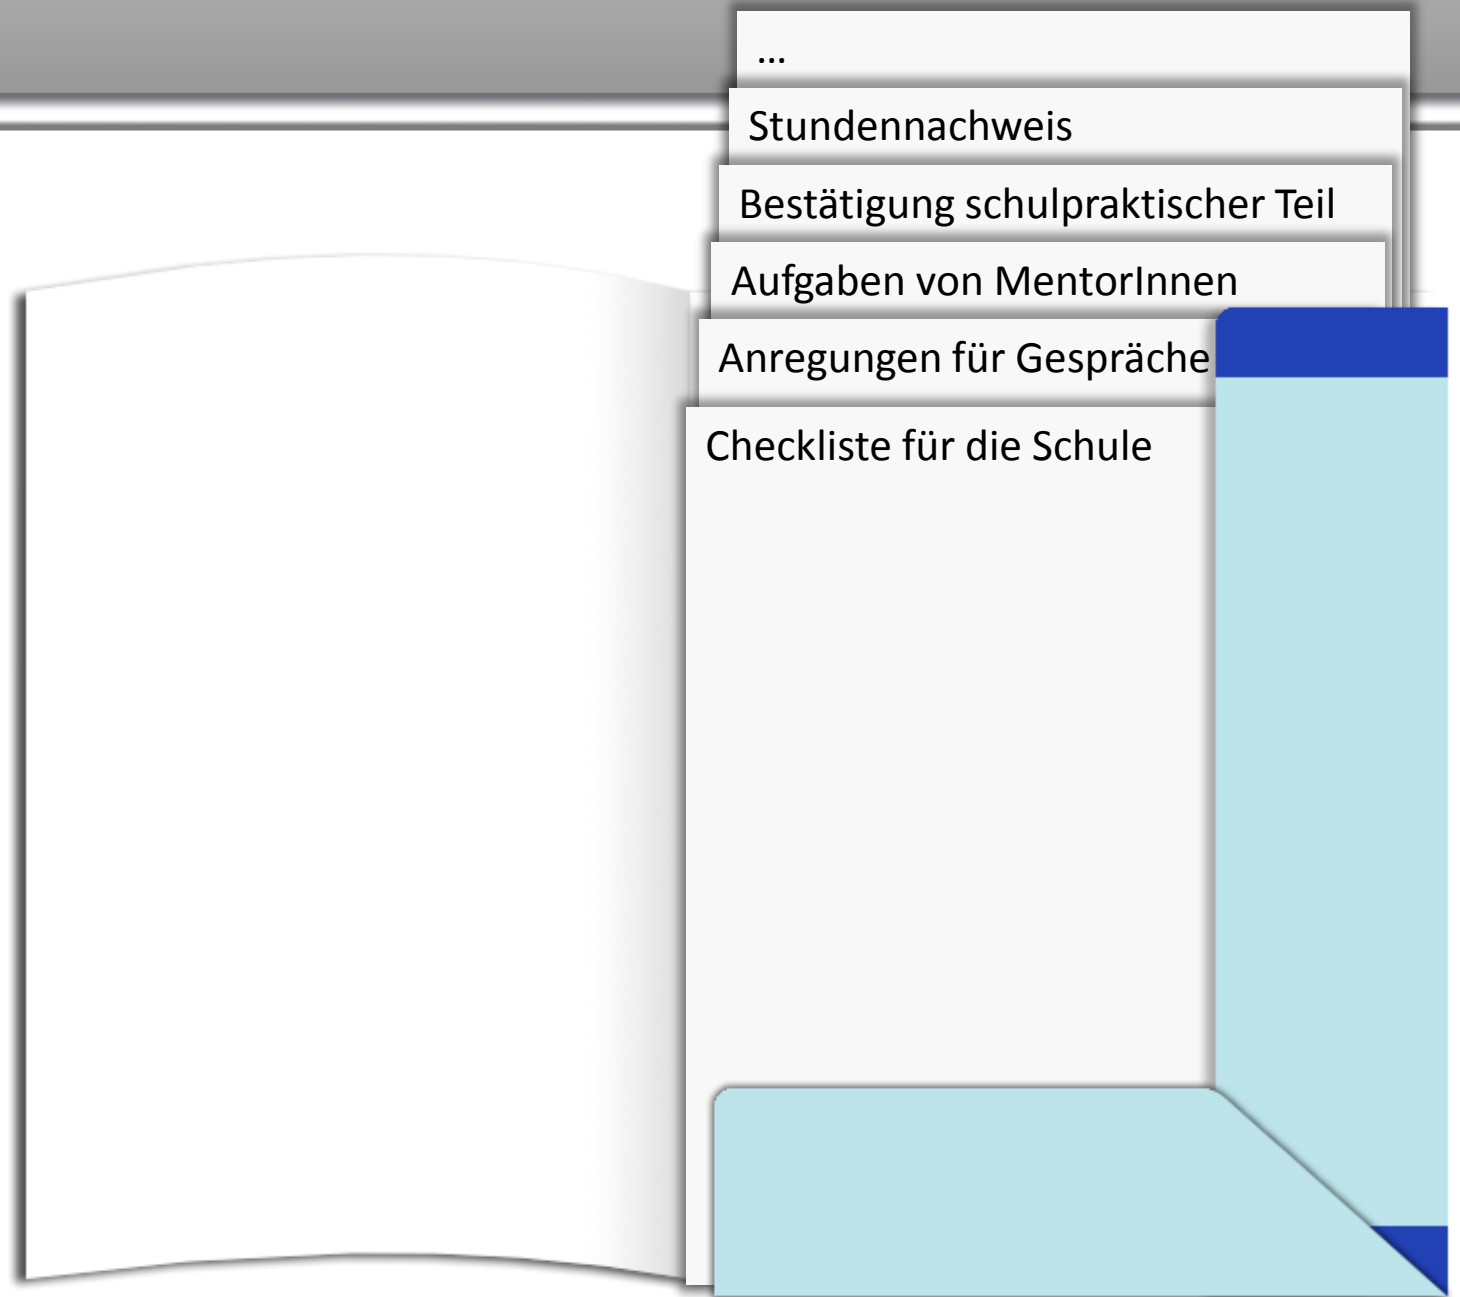 ...
Stundennachweis
Bestätigung schulpraktischer Teil
Aufgaben von MentorInnen
Anregungen für Gespräche
Checkliste für die Schule